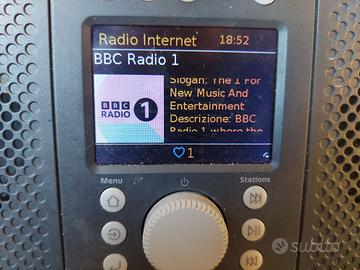 Radio Internet 18:52
BBC Radio 1
Slogan: The 1 For
New Music And
Entertainment
Descrizione: BBC
Radio 1 where the
BBC
RADIO 1
1
Menu
Stations
subito